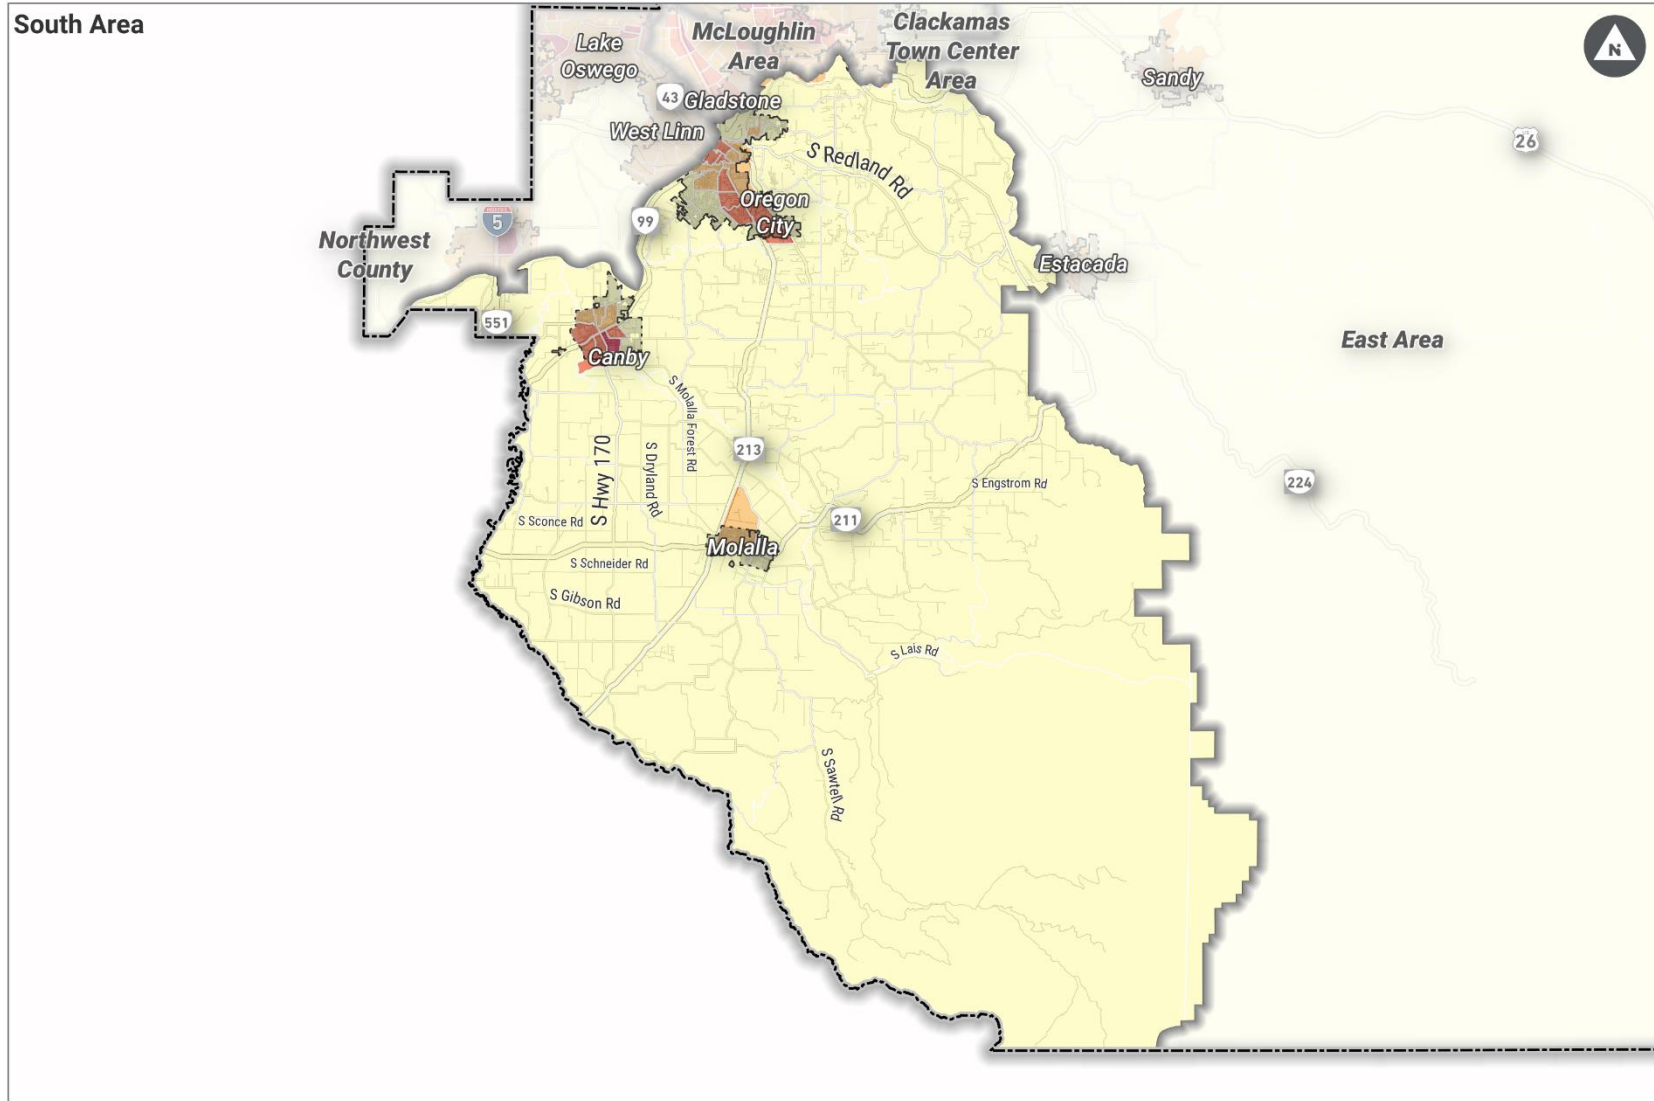 South Area
Lake
Oswego
McLoughlin
Area
Clackamas
Town Center
Area
N
Sandy
43
Gladstone
West Linn
26
S Redland Rd
Oregon
City
99
5
Northwest
County
Estacada
551
Canby
East Area
S Molalla Forest Rd
213
S Hwy 170
S Dryland Rd
224
S Engstrom Rd
211
S Sconce Rd
Molalla
S Schneider Rd
S Gibson Rd
S Lais Rd
S Sawtell Rd